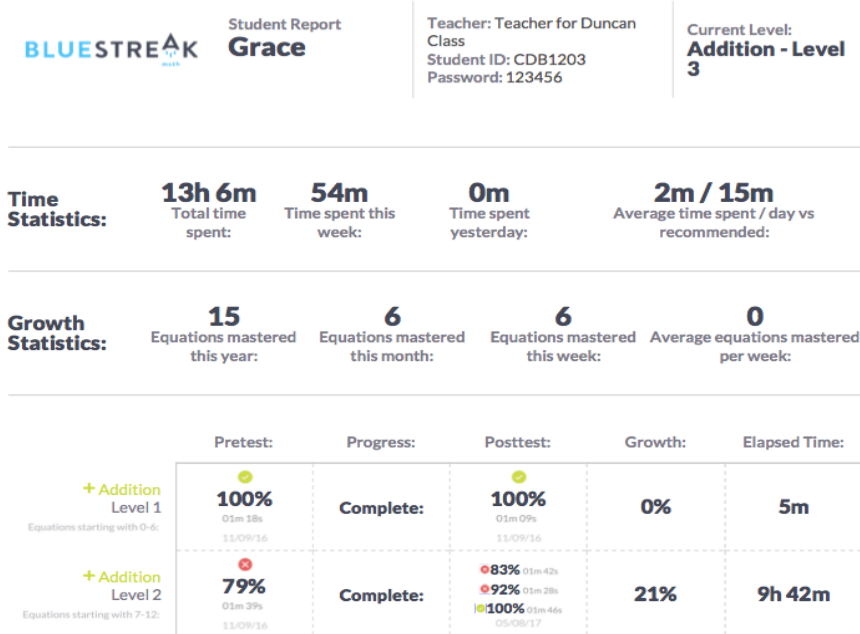 BLUESTREAK
math
Student Report
Grace
Teacher: Teacher for Duncan
Class
Student ID: CDB1203
Password: 123456
Current Level:
Addition - Level
3
Time
Statistics:
13h 6m
Total time
spent:
54m
Time spent this
week:
0m
Time spent
yesterday:
2m / 15m
Average time spent / day vs
recommended:
Growth
Statistics:
15
Equations mastered
this year:
6
Equations mastered
this month:
6
Equations mastered
this week:
0
Average equations mastered
per week:
Pretest: Progress: Posttest: Growth: Elapsed Time:
+ Addition
Level 1
Equations starting with 0-6:
100%
01m 18s
11/09/16
Complete:
100%
01m 09s
11/09/16
0%
5m
+ Addition
Level 2
Equations starting with 7-12:
79%
01m 39s
11/09/16
Complete:
83% 01m 42s
92% 01m 28s
100% 01m 46s
05/08/17
21%
9h 42m